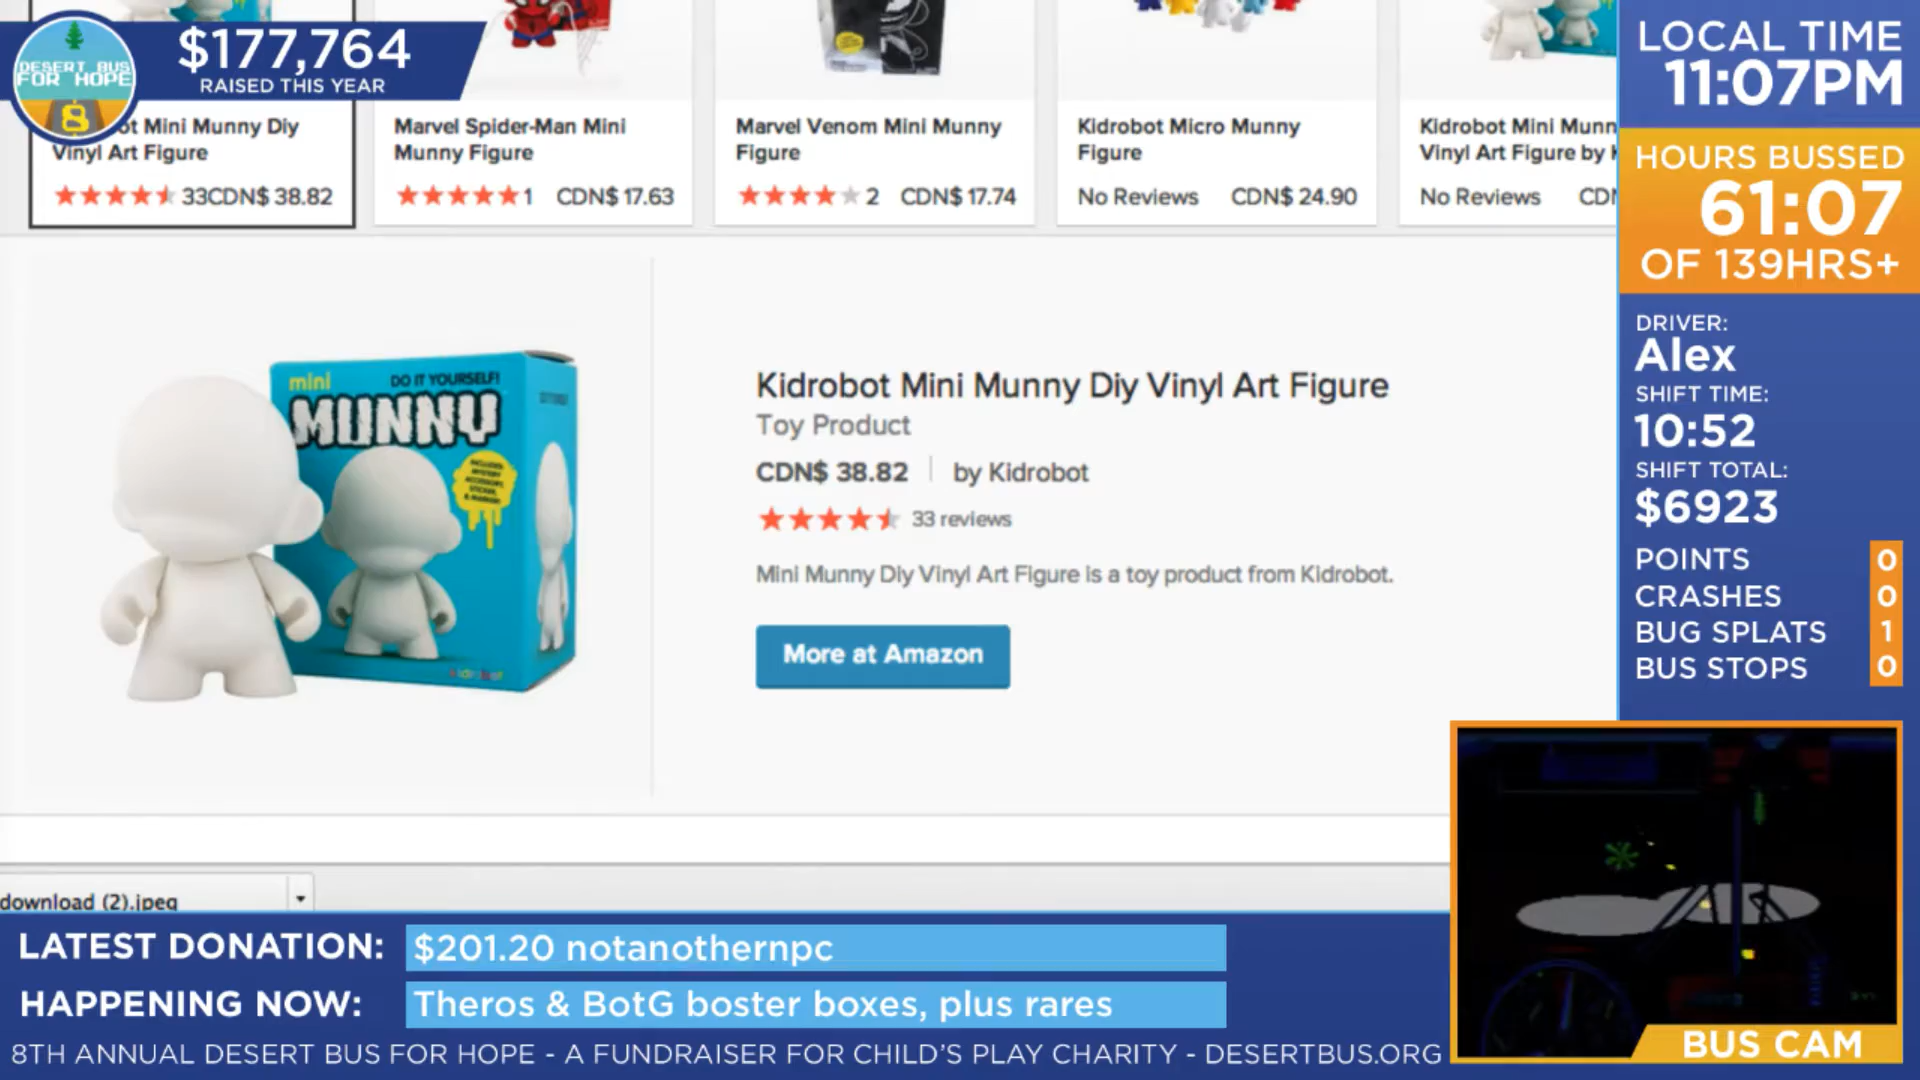 DESERT BUS
FOR HOPE
8
$177,764
RAISED THIS YEAR
ot Mini Munny Diy
Vinyl Art Figure
33CDN$ 38.82
Marvel Spider-Man Mini
Munny Figure
1 CDN$ 17.63
Marvel Venom Mini Munny
Figure
2 CDN$ 17.74
Kidrobot Micro Munny
Figure
No Reviews CDN$ 24.90
Kidrobot Mini Munn
Vinyl Art Figure by
No Reviews CD
LOCAL TIME
11:07PM
HOURS BUSSED
61:07
OF 139HRS+
DRIVER:
Alex
SHIFT TIME:
10:52
SHIFT TOTAL:
$6923
POINTS 0
CRASHES 0
BUG SPLATS 1
BUS STOPS 0
mini
DO IT YOURSELF!
MUNNY
kidrobot
Kidrobot Mini Munny Diy Vinyl Art Figure
Toy Product
CDN$ 38.82 by Kidrobot
33 reviews
Mini Munny Diy Vinyl Art Figure is a toy product from Kidrobot.
More at Amazon
download (2).jpeg
LATEST DONATION: $201.20 notanothernpc
HAPPENING NOW: Theros & BotG boster boxes, plus rares
8TH ANNUAL DESERT BUS FOR HOPE - A FUNDRAISER FOR CHILD'S PLAY CHARITY - DESERTBUS.ORG
BUS CAM